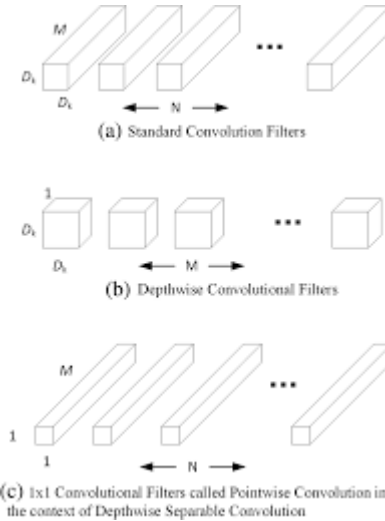 M
Dk
Dk
N
(a) Standard Convolution Filters
1
Dk
Dk
M
(b) Depthwise Convolutional Filters
M
1
1
N
(c) 1x1 Convolutional Filters called Pointwise Convolution in
the context of Depthwise Separable Convolution